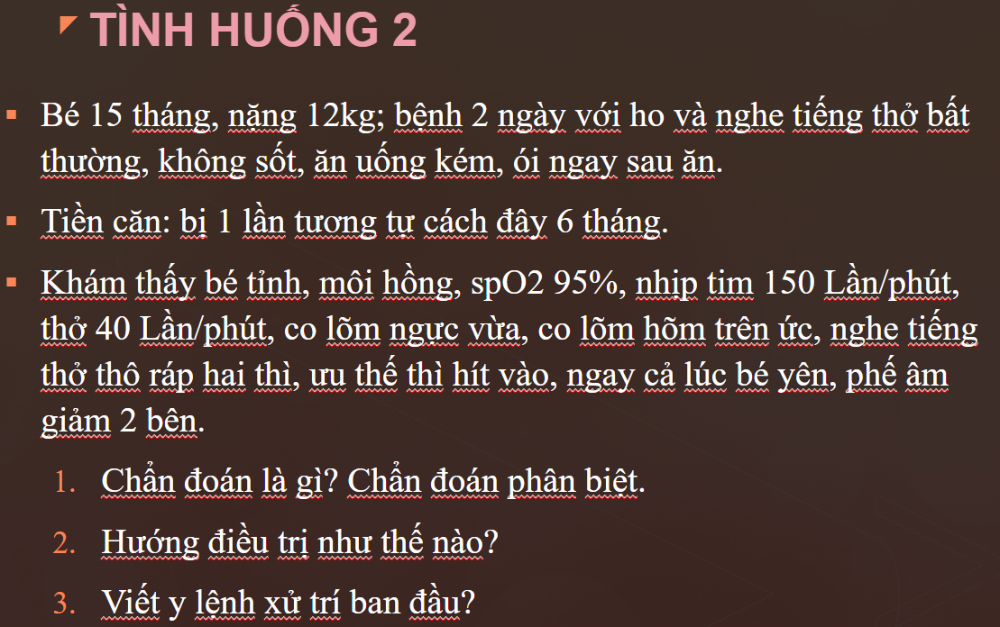 TÌNH HUỐNG 2
Bé 15 tháng, nặng 12kg; bệnh 2 ngày với ho và nghe tiếng thở bất
thường, không sốt, ăn uống kém, ói ngay sau ăn.
Tiền căn: bị 1 lần tương tự cách đây 6 tháng.
Khám thấy bé tỉnh, môi hồng, spO2 95%, nhịp tim 150 Lần/phút,
thở 40 Lần/phút, co lõm ngực vừa, co lõm hõm trên ức, nghe tiếng
thở thô ráp hai thì, ưu thế thì hít vào, ngay cả lúc bé yên, phế âm
giảm 2 bên.
1. Chẩn đoán là gì? Chẩn đoán phân biệt.
2. Hướng điều trị như thế nào?
3. Viết y lệnh xử trí ban đầu?